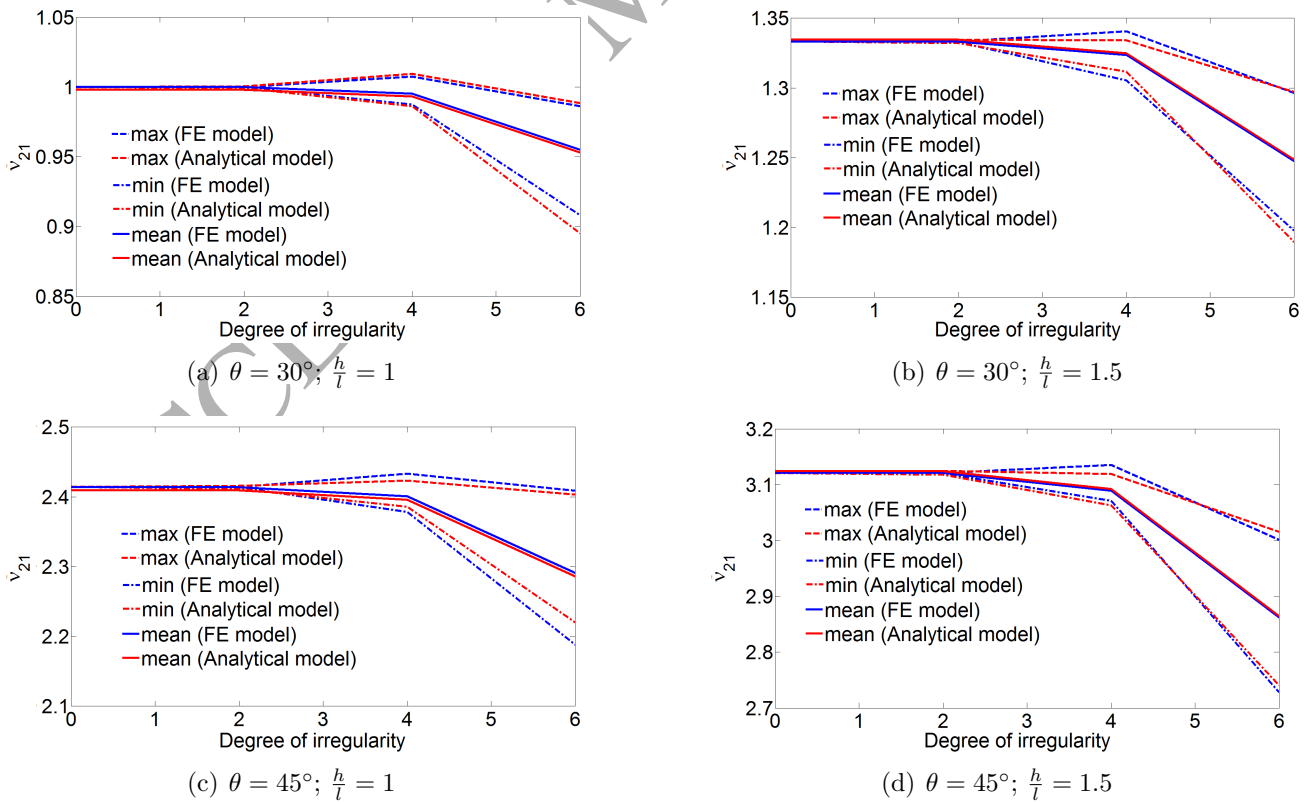 1.05
1
0.95
0.9
0.85
ν̄21
max (FE model)
max (Analytical model)
min (FE model)
min (Analytical model)
mean (FE model)
mean (Analytical model)
0 1 2 3 4 5 6
Degree of irregularity
(a) θ = 30°; h/l = 1
1.35
1.3
1.25
1.2
1.15
ν̄21
max (FE model)
max (Analytical model)
min (FE model)
min (Analytical model)
mean (FE model)
mean (Analytical model)
0 1 2 3 4 5 6
Degree of irregularity
(b) θ = 30°; h/l = 1.5
2.5
2.4
2.3
2.2
2.1
ν̄21
max (FE model)
max (Analytical model)
min (FE model)
min (Analytical model)
mean (FE model)
mean (Analytical model)
0 1 2 3 4 5 6
Degree of irregularity
(c) θ = 45°; h/l = 1
3.2
3.1
3
2.9
2.8
2.7
ν̄21
max (FE model)
max (Analytical model)
min (FE model)
min (Analytical model)
mean (FE model)
mean (Analytical model)
0 1 2 3 4 5 6
Degree of irregularity
(d) θ = 45°; h/l = 1.5